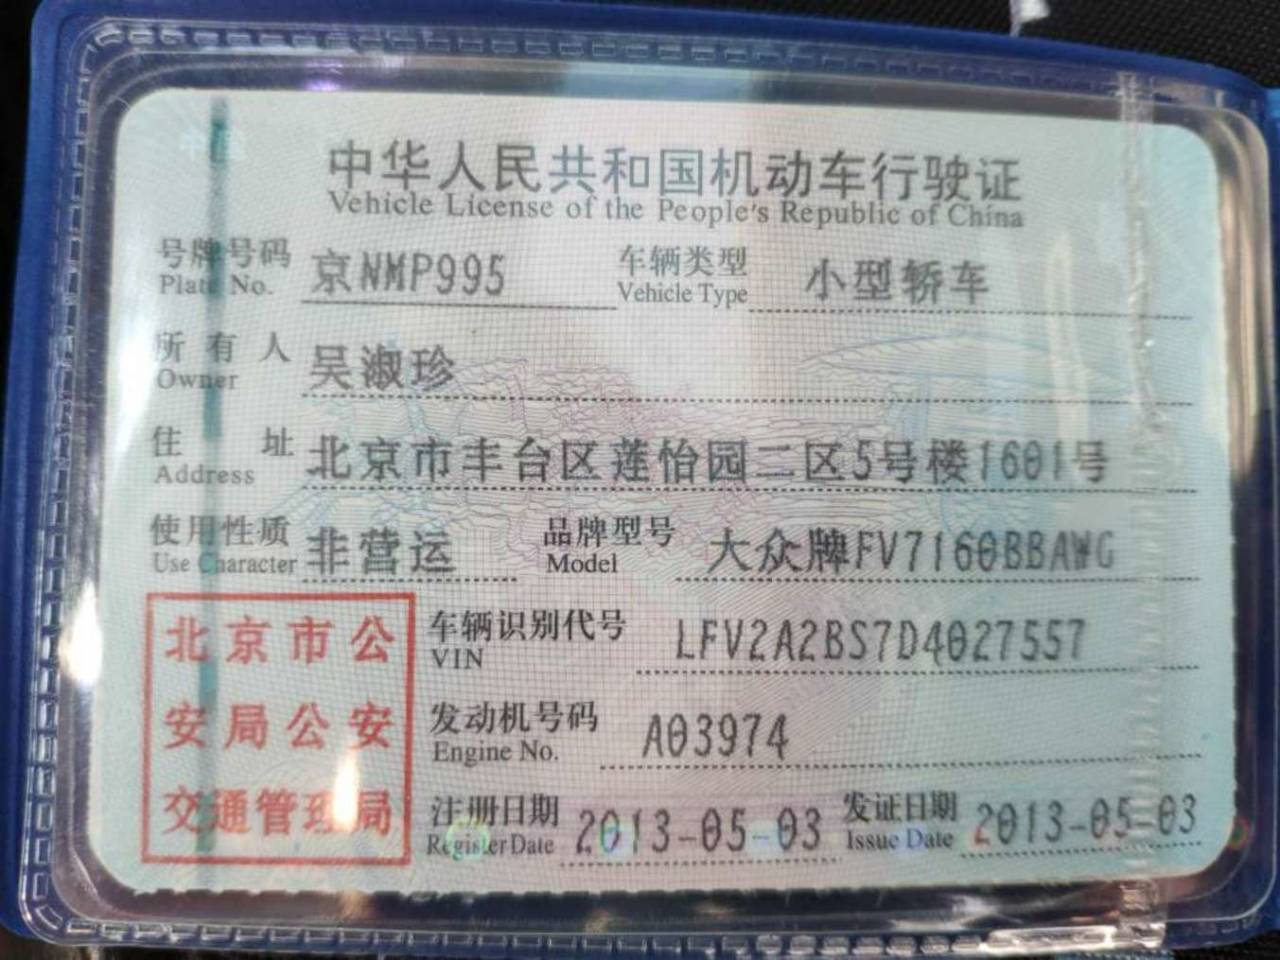 中华人民共和国机动车行驶证
Vehicle License of the People's Republic of China
号牌号码 京NMP995 车辆类型 小型轿车
Plate No. Vehicle Type
所有人 吴淑珍
Owner
住址 北京市丰台区莲怡园二区5号楼1601号
Address
使用性质 非营运 品牌型号 大众牌FV7160BBAWG
Use Character Model
北京市公
安局公安
交通管理局
车辆识别代号 LFV2A2BS7D4027557
VIN
发动机号码 A03974
Engine No.
注册日期 2013-05-03 发证日期 2013-05-03
Register Date Issue Date